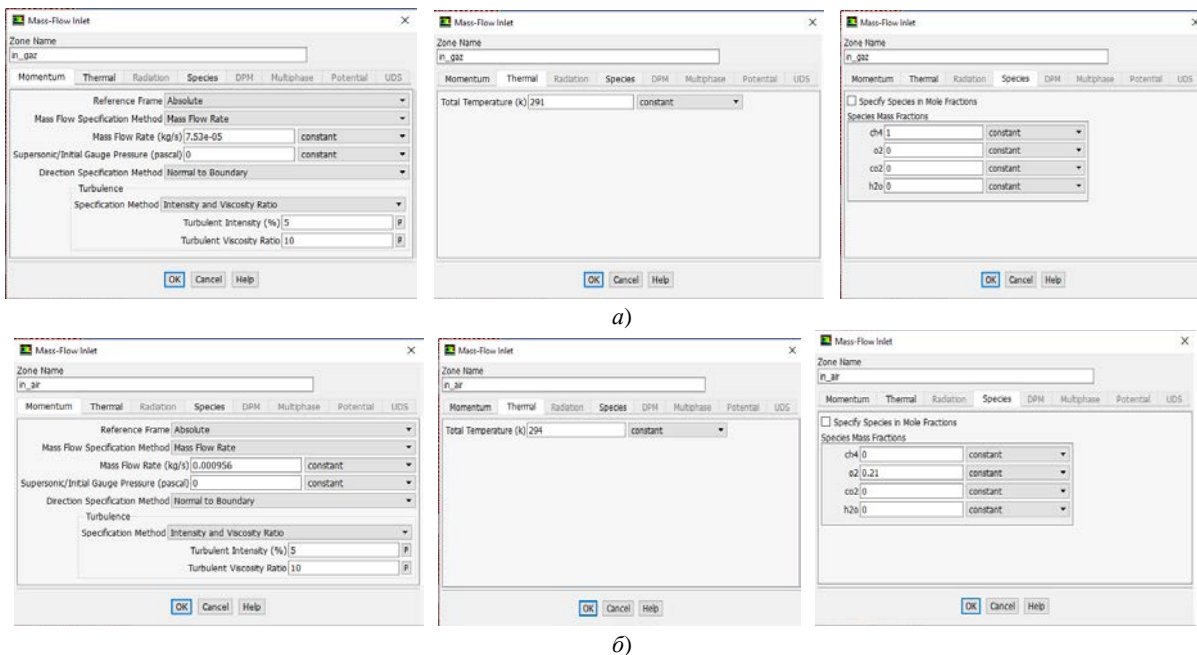 Mass-Flow Inlet
Zone Name
in_gaz
Momentum Thermal Radiation Species DPM Multiphase Potential UDS
Reference Frame Absolute
Mass Flow Specification Method Mass Flow Rate
Mass Flow Rate (kg/s) 7.53e-05 constant
Supersonic/Initial Gauge Pressure (pascal) 0 constant
Direction Specification Method Normal to Boundary
Turbulence
Specification Method Intensity and Viscosity Ratio
Turbulent Intensity (%) 5 P
Turbulent Viscosity Ratio 10 P
OK Cancel Help
Mass-Flow Inlet
Zone Name
in_gaz
Momentum Thermal Radiation Species DPM Multiphase Potential UDS
Total Temperature (k) 291 constant
OK Cancel Help
Mass-Flow Inlet
Zone Name
in_gaz
Momentum Thermal Radiation Species DPM Multiphase Potential UDS
Specify Species in Mole Fractions
Species Mass Fractions
ch4 1 constant
o2 0 constant
co2 0 constant
h2o 0 constant
OK Cancel Help
а)
Mass-Flow Inlet
Zone Name
in_air
Momentum Thermal Radiation Species DPM Multiphase Potential UDS
Reference Frame Absolute
Mass Flow Specification Method Mass Flow Rate
Mass Flow Rate (kg/s) 0.000956 constant
Supersonic/Initial Gauge Pressure (pascal) 0 constant
Direction Specification Method Normal to Boundary
Turbulence
Specification Method Intensity and Viscosity Ratio
Turbulent Intensity (%) 5 P
Turbulent Viscosity Ratio 10 P
OK Cancel Help
Mass-Flow Inlet
Zone Name
in_air
Momentum Thermal Radiation Species DPM Multiphase Potential UDS
Total Temperature (k) 294 constant
OK Cancel Help
Mass-Flow Inlet
Zone Name
in_air
Momentum Thermal Radiation Species DPM Multiphase Potential UDS
Specify Species in Mole Fractions
Species Mass Fractions
ch4 0 constant
o2 0.21 constant
co2 0 constant
h2o 0 constant
OK Cancel Help
б)